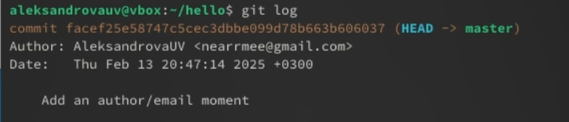 aleksandrovauv@vbox:~/hello$ git log
commit facef25e58747c5cec3dbbe099d78b663b606037 (HEAD -> master)
Author: AleksandrovaUV <nearrmee@gmail.com>
Date:   Thu Feb 13 20:47:14 2025 +0300
    Add an author/email moment